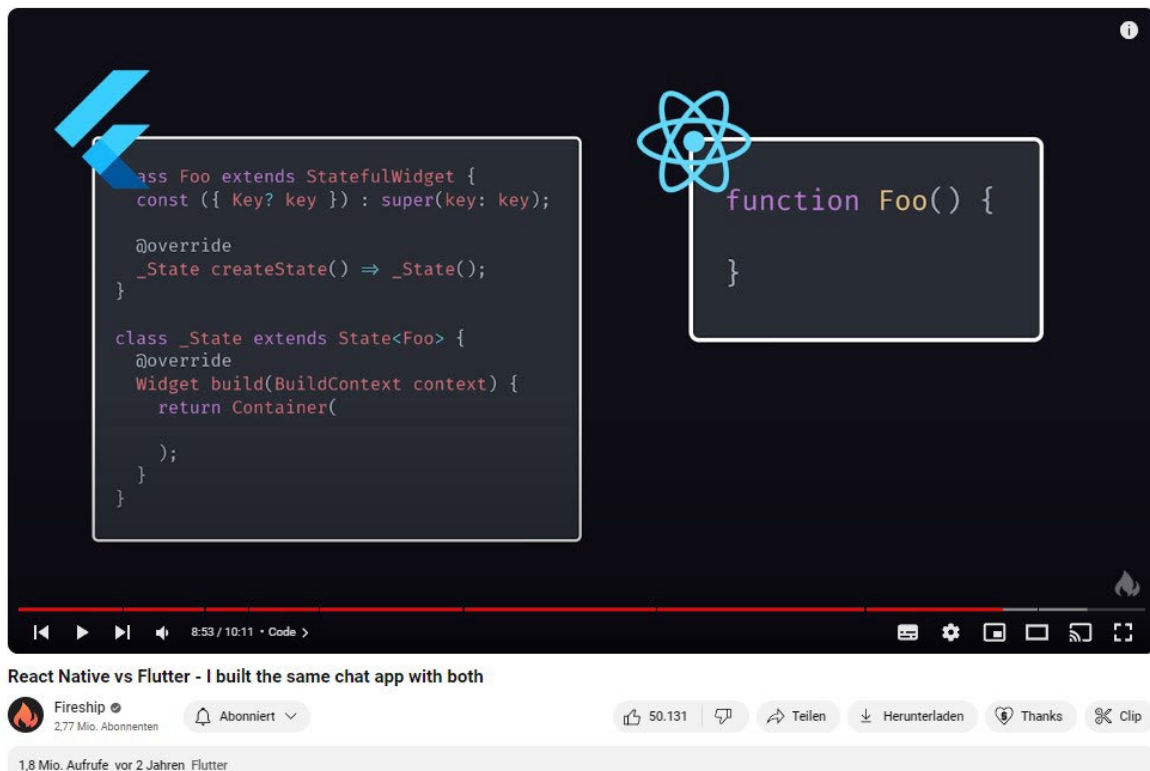 ass Foo extends StatefulWidget {
const ({ Key? key }) : super(key: key);
@override
_State createState() ⇒ _State();
}
class _State extends State<Foo> {
@override
Widget build(BuildContext context) {
return Container(
);
}
}
function Foo() {
}
8:53 / 10:11 • Code >
React Native vs Flutter - I built the same chat app with both
Fireship
2,77 Mio. Abonnenten
Abonniert
50.131
Teilen
Herunterladen
Thanks
Clip
1,8 Mio. Aufrufe vor 2 Jahren Flutter